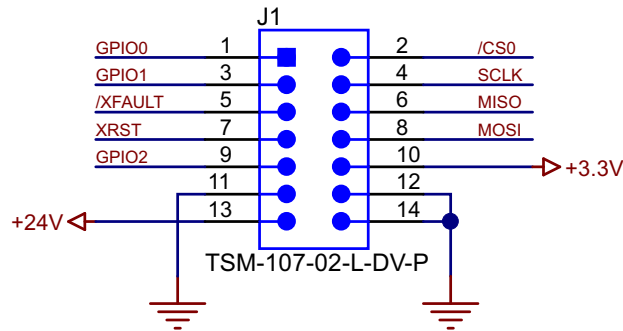 J1
GPIO0 1 2 /CS0
GPIO1 3 4 SCLK
/XFAULT 5 6 MISO
XRST 7 8 MOSI
GPIO2 9 10 +3.3V
11 12
+24V 13 14
TSM-107-02-L-DV-P